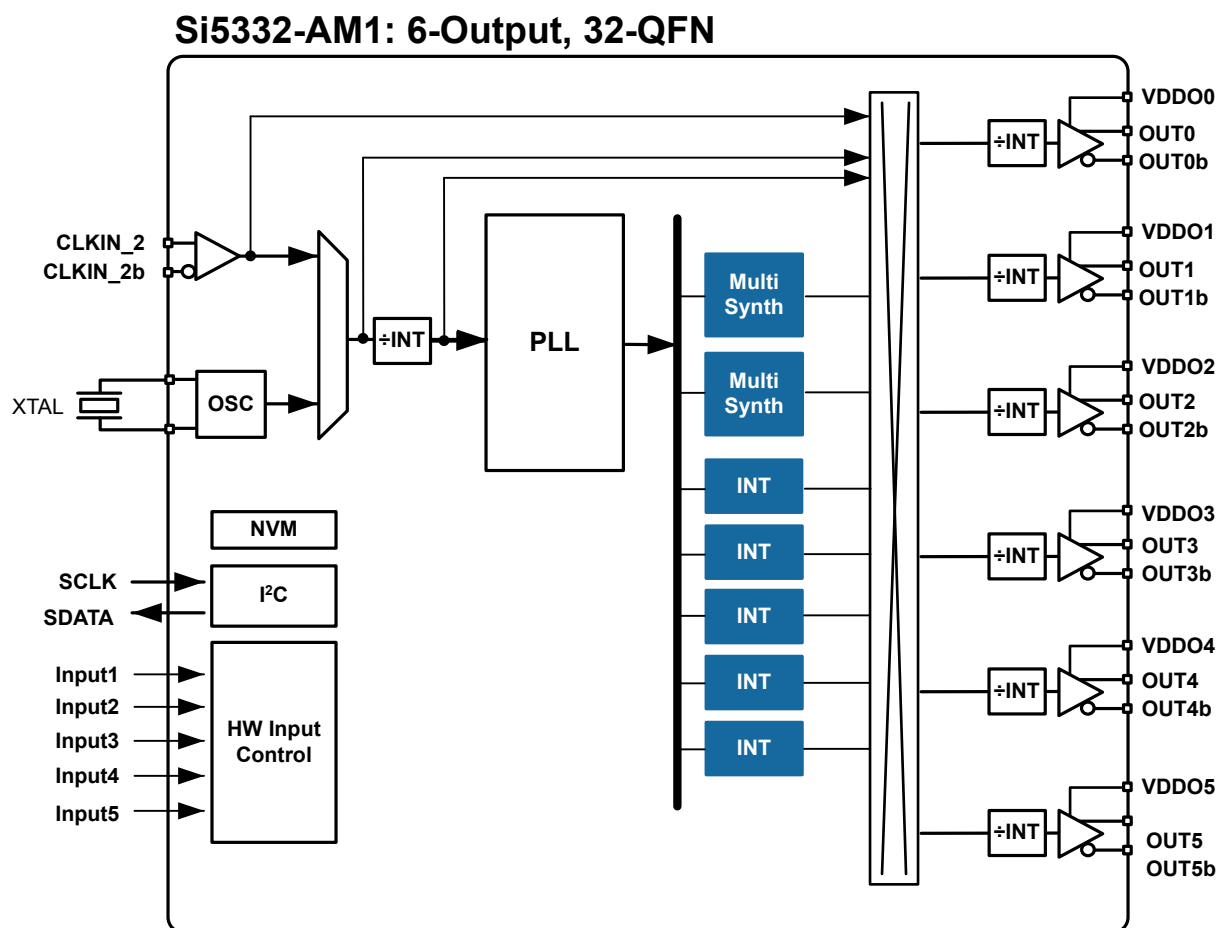 Si5332-AM1: 6-Output, 32-QFN
CLKIN_2
CLKIN_2b
XTAL
OSC
÷INT
PLL
Multi
Synth
Multi
Synth
INT
INT
INT
INT
INT
NVM
SCLK
SDATA
I²C
Input1
Input2
Input3
Input4
Input5
HW Input
Control
÷INT
VDDO0
OUT0
OUT0b
÷INT
VDDO1
OUT1
OUT1b
÷INT
VDDO2
OUT2
OUT2b
÷INT
VDDO3
OUT3
OUT3b
÷INT
VDDO4
OUT4
OUT4b
÷INT
VDDO5
OUT5
OUT5b